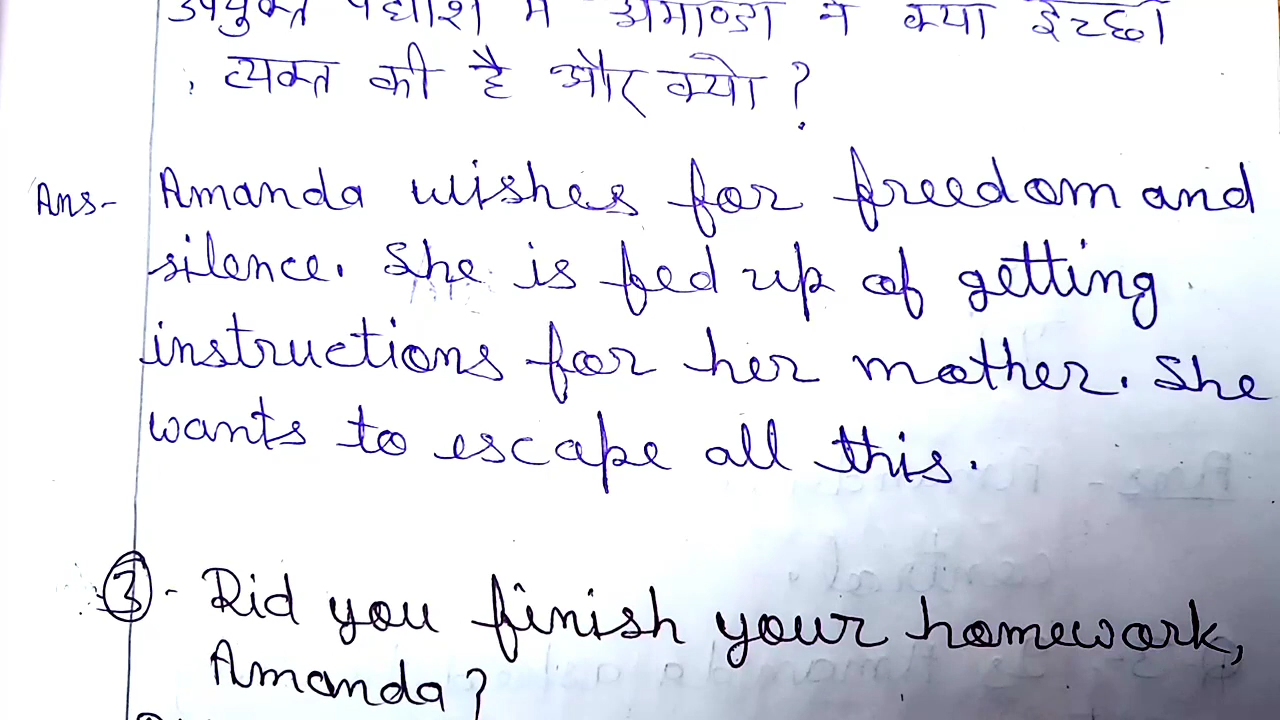 उपर्युक्त पद्यांश में अमाण्डा ने क्या इच्छा
, व्यक्त की है और क्यो ?
Ans- Amanda wishes for freedom and
silence. She is fed up of getting
instructions for her mother. She
wants to escape all this.
③- Did you finish your homework,
Amanda?